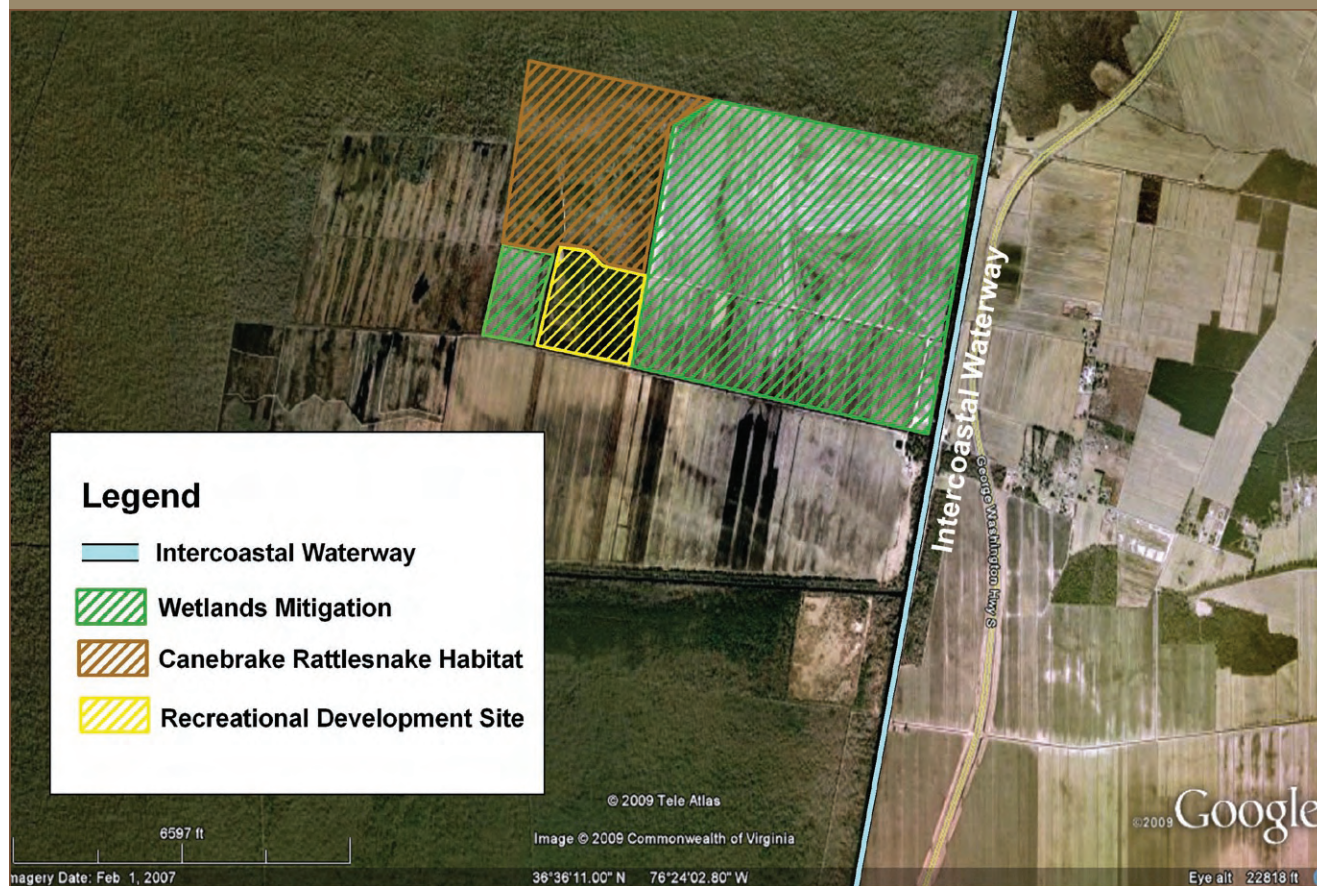 Intercoastal Waterway
George Washington Hwy S
Legend
Intercoastal Waterway
Wetlands Mitigation
Canebrake Rattlesnake Habitat
Recreational Development Site
© 2009 Tele Atlas
©2009 Google
6597 ft
Image © 2009 Commonwealth of Virginia
magery Date: Feb 1, 2007
36°36'11.00" N 76°24'02.80" W
Eye alt 22818 ft